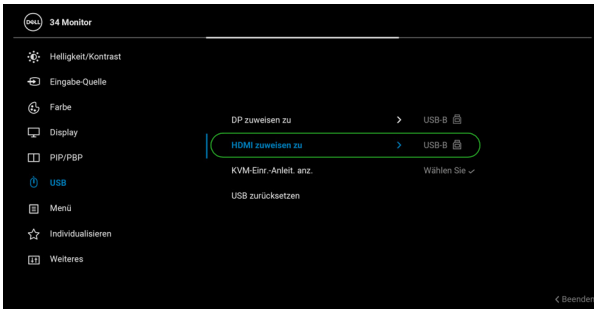 DELL 34 Monitor
Helligkeit/Kontrast
Eingabe-Quelle
Farbe
Display
PIP/PBP
USB
Menü
Individualisieren
Weiteres
DP zuweisen zu > USB-B
HDMI zuweisen zu > USB-B
KVM-Einr.-Anleit. anz. Wählen Sie
USB zurücksetzen
Beenden